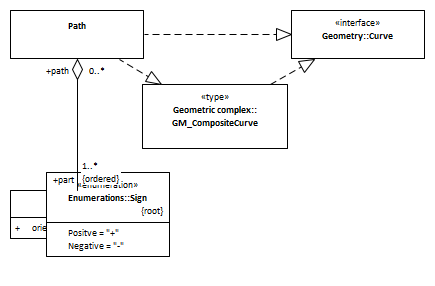 Path
«interface»
Geometry::Curve
+path 0..*
«type»
Geometric complex::
GM_CompositeCurve
1..*
+part {ordered}
«enumeration»
Enumerations::Sign
{root}
+
Positve = "+"
Negative = "-"